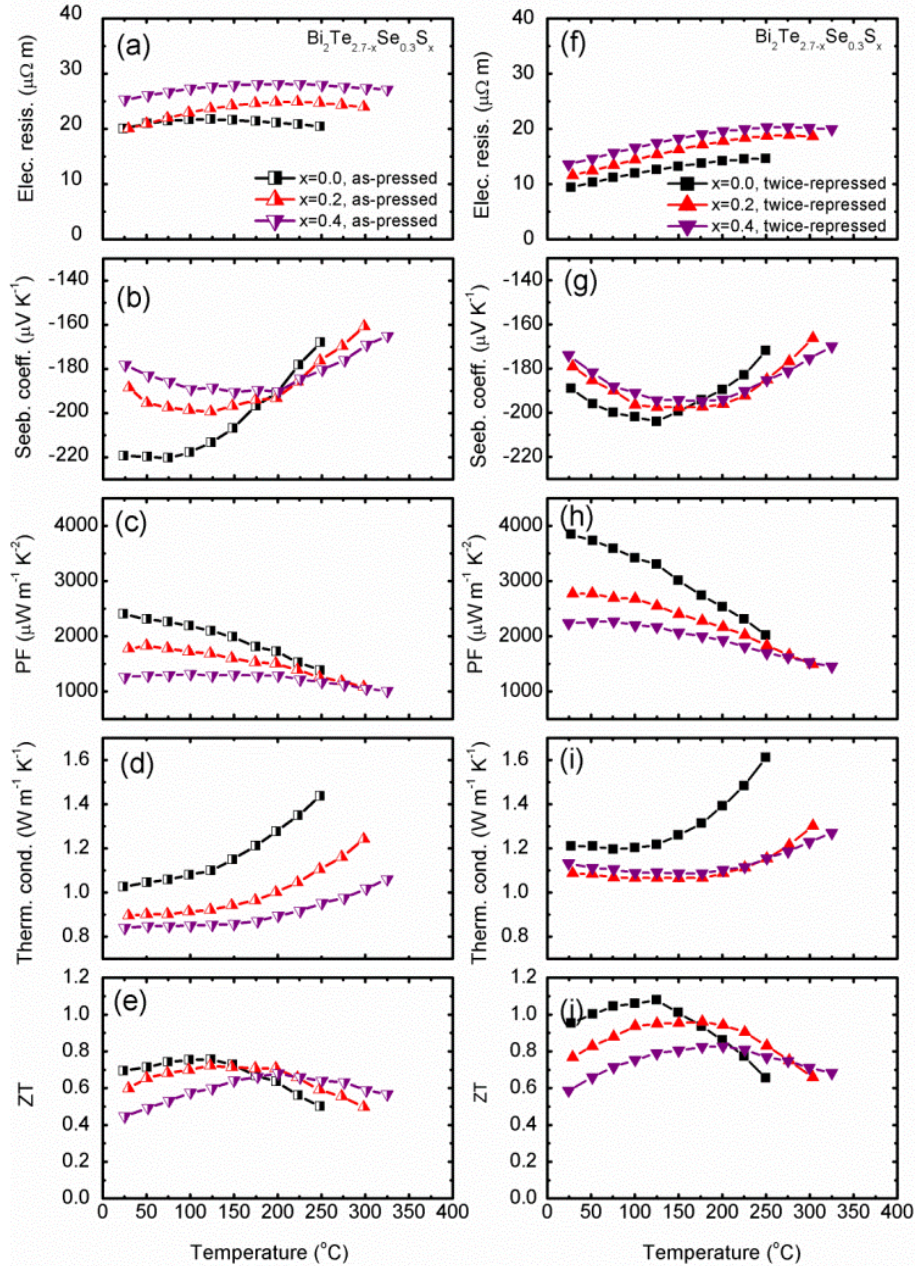 (a)
Bi2Te2.7-xSe0.3Sx
Elec. resis. (μΩ m)
40
30
20
10
0
x=0.0, as-pressed
x=0.2, as-pressed
x=0.4, as-pressed
(b)
Seeb. coeff. (μV K-1)
-140
-160
-180
-200
-220
(c)
PF (μW m-1 K-2)
4000
3000
2000
1000
(d)
Therm. cond. (W m-1 K-1)
1.6
1.4
1.2
1.0
0.8
(e)
ZT
1.2
1.0
0.8
0.6
0.4
0.2
0.0
0 50 100 150 200 250 300 350 400
Temperature (oC)
(f)
Bi2Te2.7-xSe0.3Sx
Elec. resis. (μΩ m)
40
30
20
10
0
x=0.0, twice-repressed
x=0.2, twice-repressed
x=0.4, twice-repressed
(g)
Seeb. coeff. (μV K-1)
-140
-160
-180
-200
-220
(h)
PF (μW m-1 K-2)
4000
3000
2000
1000
(i)
Therm. cond. (W m-1 K-1)
1.6
1.4
1.2
1.0
0.8
(j)
ZT
1.2
1.0
0.8
0.6
0.4
0.2
0.0
0 50 100 150 200 250 300 350 400
Temperature (oC)